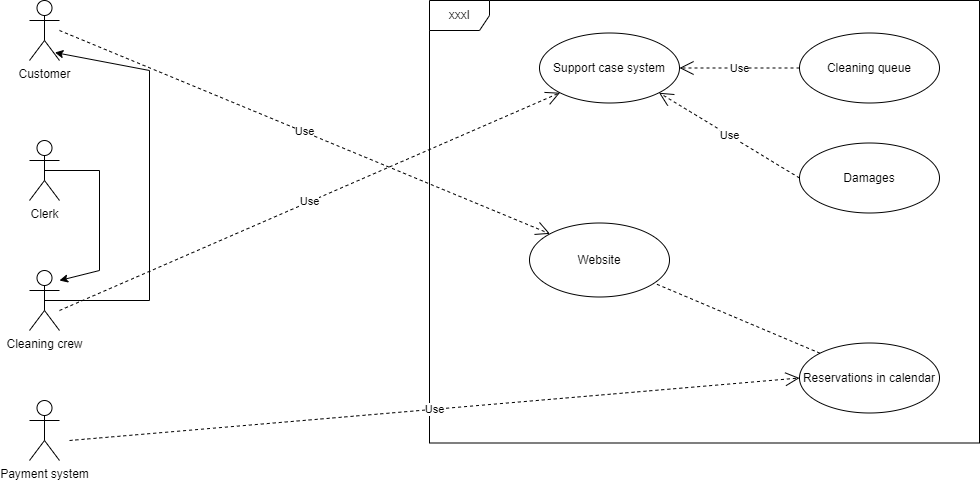 xxxl
Customer
Support case system
Use
Cleaning queue
Use
Use
Damages
Clerk
Use
Website
Cleaning crew
Reservations in calendar
Use
Payment system